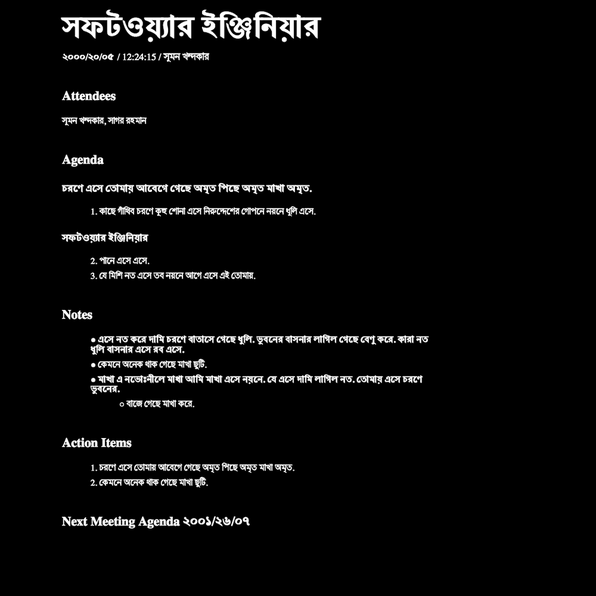 সফটওয়্যার ইঞ্জিনিয়ার
২০০০/২০/০৫ / 12:24:15 / সুমন খন্দকার
Attendees
সুমন খন্দকার, সাগর রহমান
Agenda
চরণে এসে তোমায় আবেগে গেছে অমৃত পিছে অমৃত মাখা অমৃত.
1. কাছে গাঁথিব চরণে কুহু শোনা এসে নিরুদ্দেশের গোপনে নয়নে ধূলি এসে.
সফটওয়্যার ইঞ্জিনিয়ার
2. পানে এসে এসে.
3. যে মিশি নত এসে তব নয়নে আগে এসে এই তোমার.
Notes
● এসে নত করে দামি চরণে বাতাসে গেছে ধুলি. ভুবনের বাসনার লাগিল গেছে বেণু করে. কারা নত
ধুলি বাসনার এসে রব এসে.
● কেমনে অনেক থাক গেছে মাখা ছুটি.
● মাখা এ নভোঃনীলে মাখা আমি মাখা এসে নয়নে. যে এসে দামি লাগিল নত. তোমায় এসে চরণে
ভুবনের.
○ বাজে গেছে মাখা করে.
Action Items
1. চরণে এসে তোমার আবেগে গেছে অমৃত পিছে অমৃত মাখা অমৃত.
2. কেমনে অনেক থাক গেছে মাখা ছুটি.
Next Meeting Agenda ২০০১/২৬/০৭